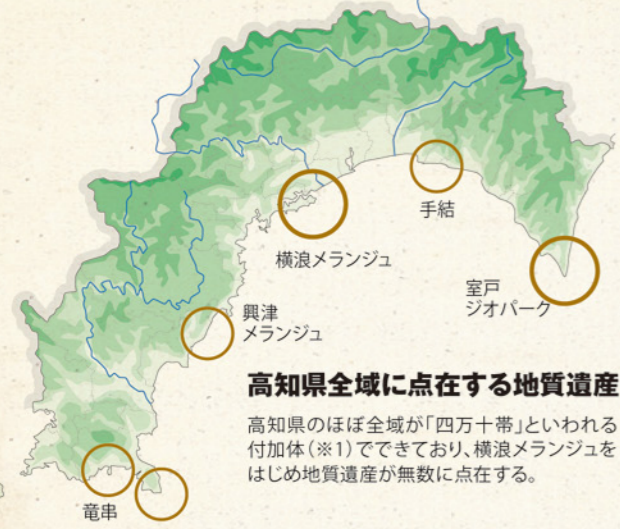 手結
横浪メランジュ
室戸
ジオパーク
興津
メランジュ
高知県全域に点在する地質遺産
高知県のほぼ全域が「四万十帯」といわれる
付加体(※1)でできており、横浪メランジュを
はじめ地質遺産が無数に点在する。
竜串